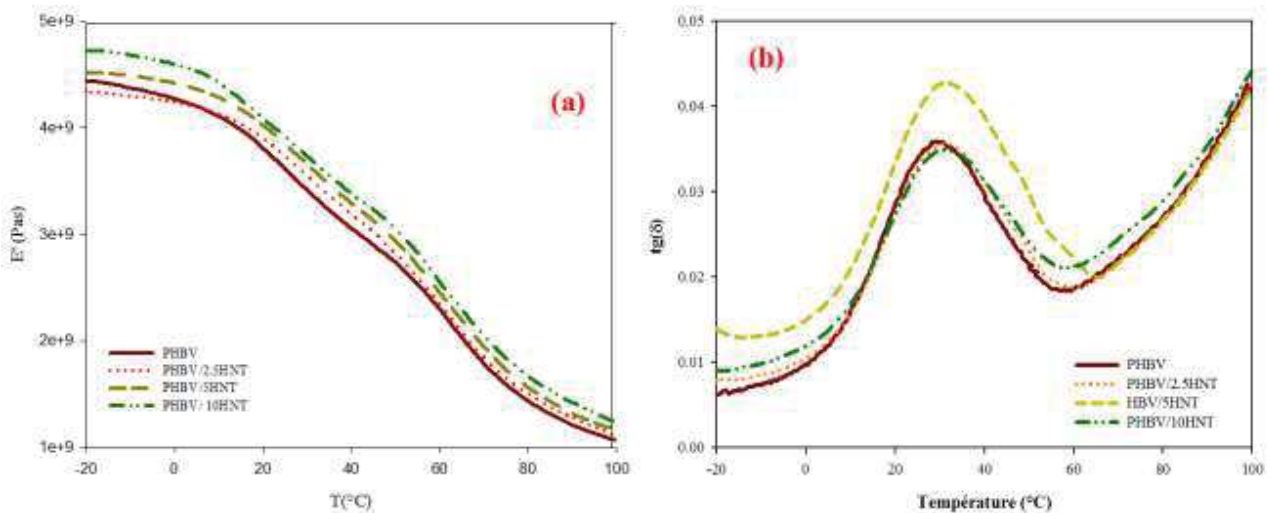 5e+9
4e+9
3e+9
2e+9
1e+9
E' (Pas)
(a)
PHBV
PHBV/2.5HNT
PHBV/5HNT
PHBV/ 10HNT
-20 0 20 40 60 80 100
T(°C)
0.05
0.04
0.03
0.02
0.01
0.00
tg(δ)
(b)
PHBV
PHBV/2.5HNT
HBV/5HNT
PHBV/10HNT
-20 0 20 40 60 80 100
Température (°C)